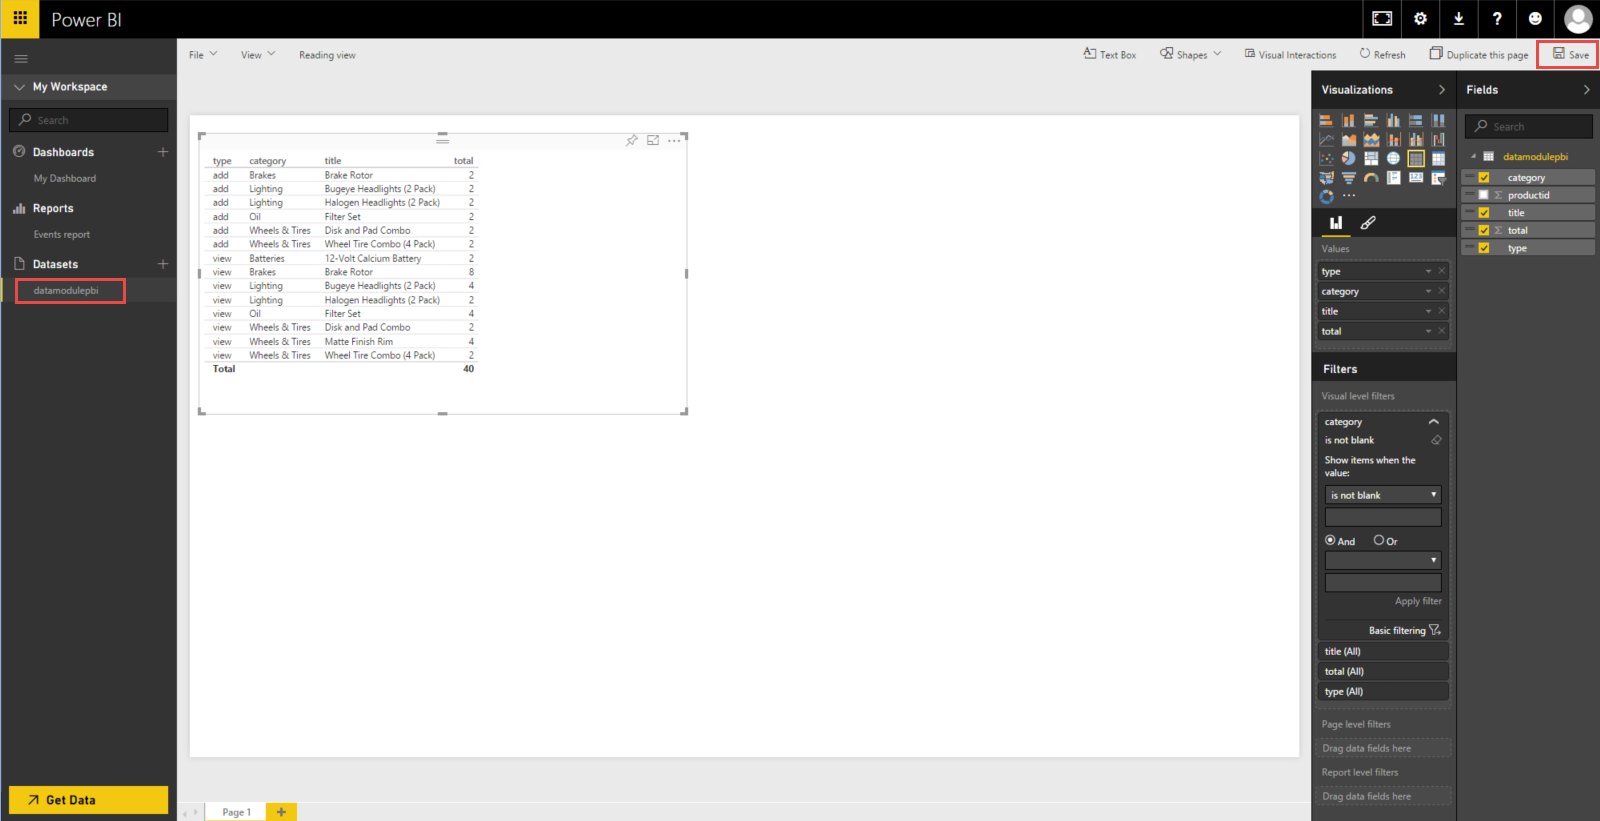 Power BI
?
File View Reading view Text Box Shapes Visual Interactions Refresh Duplicate this page Save
My Workspace
Search
Dashboards +
My Dashboard
Reports
Events report
Datasets +
datamodulepbi
Get Data
type category title total
add Brakes Brake Rotor 2
add Lighting Bugeye Headlights (2 Pack) 2
add Lighting Halogen Headlights (2 Pack) 2
add Oil Filter Set 2
add Wheels & Tires Disk and Pad Combo 2
add Wheels & Tires Wheel Tire Combo (4 Pack) 2
view Batteries 12-Volt Calcium Battery 2
view Brakes Brake Rotor 8
view Lighting Bugeye Headlights (2 Pack) 4
view Lighting Halogen Headlights (2 Pack) 2
view Oil Filter Set 4
view Wheels & Tires Disk and Pad Combo 2
view Wheels & Tires Matte Finish Rim 4
view Wheels & Tires Wheel Tire Combo (4 Pack) 2
Total 40
Page 1 +
Visualizations
Values
type
category
title
total
Filters
Visual level filters
category
is not blank
Show items when the
value:
is not blank
And Or
Apply filter
Basic filtering
title (All)
total (All)
type (All)
Page level filters
Drag data fields here
Report level filters
Drag data fields here
Fields
Search
datamodulepbi
category
Σ productid
title
Σ total
type